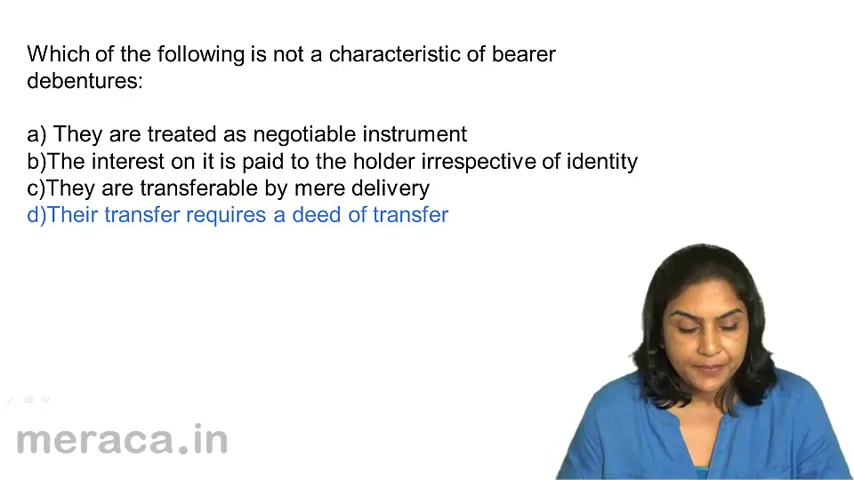 Which of the following is not a characteristic of bearer
debentures:
a) They are treated as negotiable instrument
b)The interest on it is paid to the holder irrespective of identity
c)They are transferable by mere delivery
d)Their transfer requires a deed of transfer
meraca.in